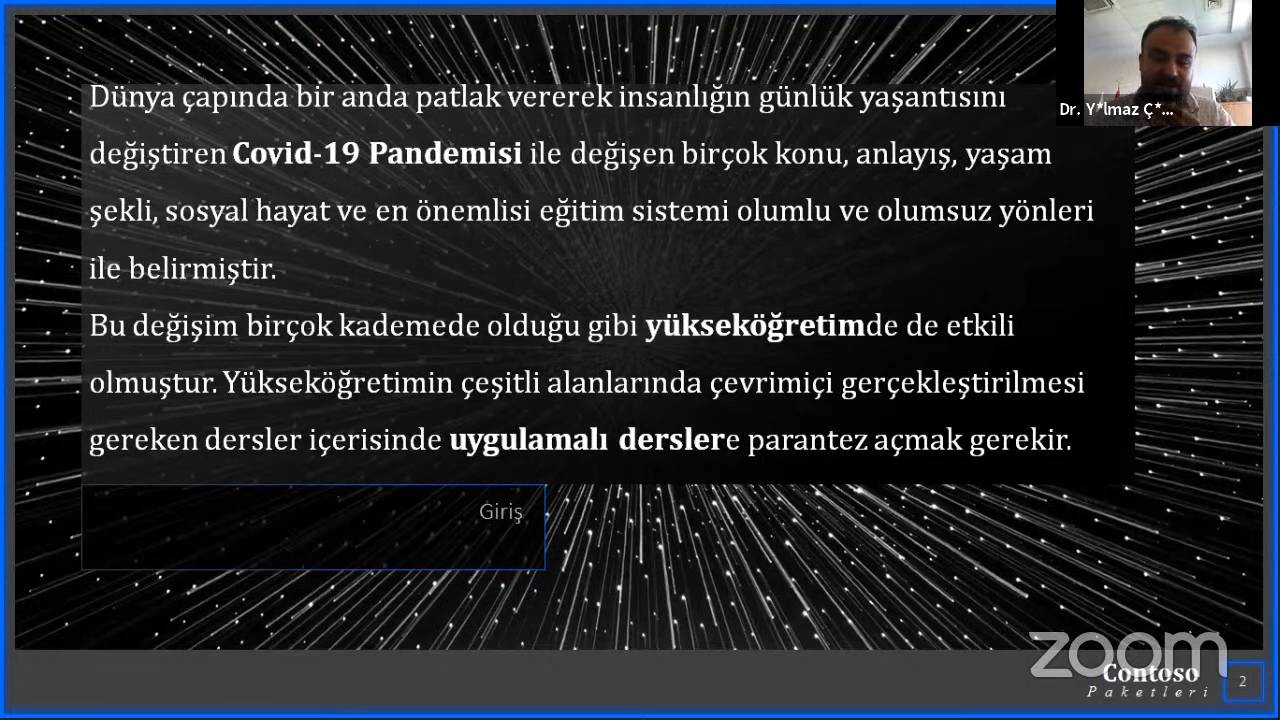 Dünya çapında bir anda patlak vererek insanlığın günlük yaşantısını
değiştiren Covid-19 Pandemisi ile değişen birçok konu, anlayış, yaşam
şekli, sosyal hayat ve en önemlisi eğitim sistemi olumlu ve olumsuz yönleri
ile belirmiştir.
Bu değişim birçok kademede olduğu gibi yükseköğretimde de etkili
olmuştur. Yükseköğretimin çeşitli alanlarında çevrimiçi gerçekleştirilmesi
gereken dersler içerisinde uygulamalı derslere parantez açmak gerekir.
Giriş
Dr. Y*lmaz Ç*...
zoom
Contoso
Paketleri
2